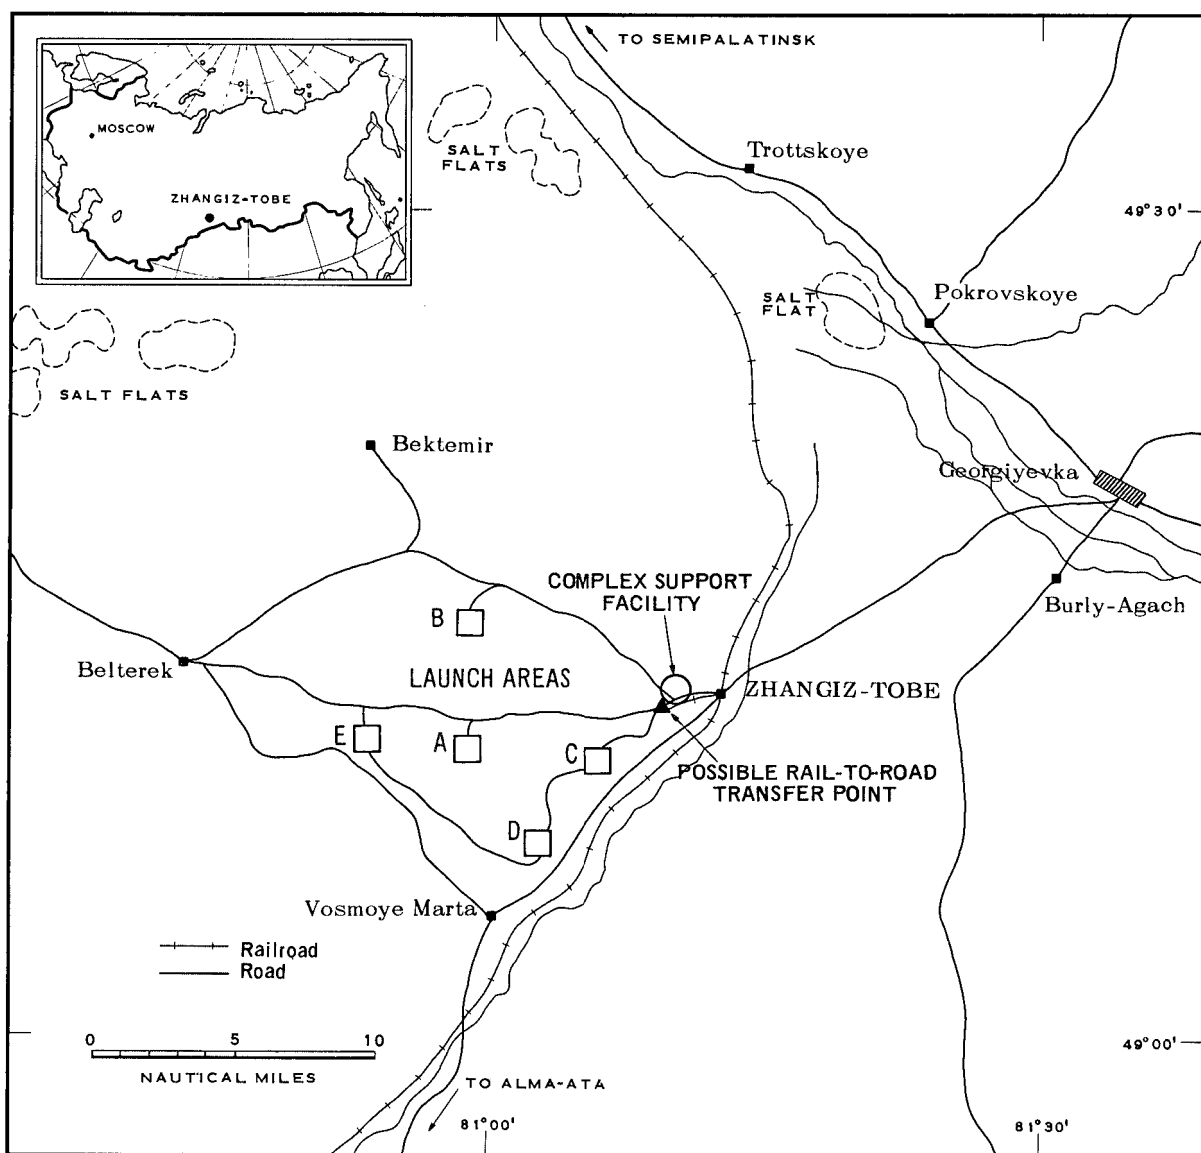 TO SEMIPALATINSK
MOSCOW
ZHANGIZ-TOBE
SALT
FLATS
Trottskoye
49°30'
Pokrovskoye
SALT
FLAT
SALT FLATS
Bektemir
Georgiyevka
COMPLEX SUPPORT
FACILITY
B
Burly-Agach
Belterek
LAUNCH AREAS
ZHANGIZ-TOBE
E
A
C
POSSIBLE RAIL-TO-ROAD
TRANSFER POINT
D
Vosmoye Marta
Railroad
Road
0 5 10
NAUTICAL MILES
49°00'
TO ALMA-ATA
81°00'
81°30'